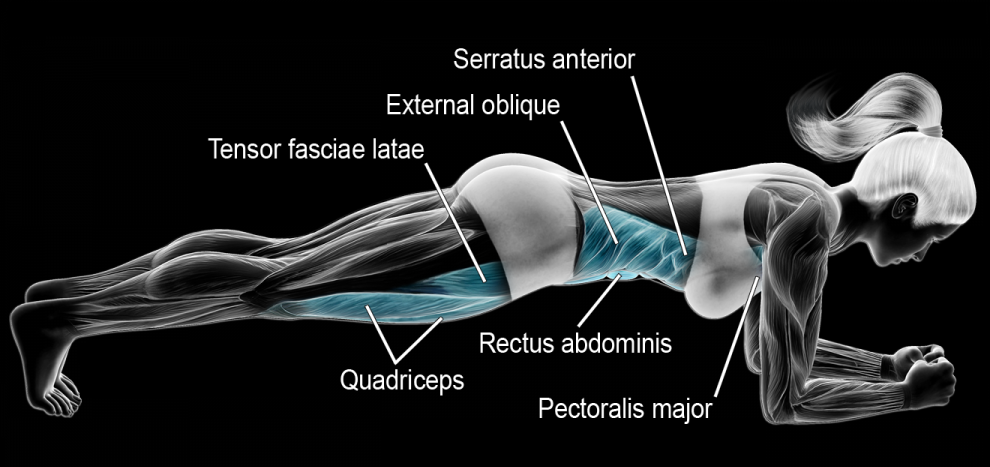 Serratus anterior
External oblique
Tensor fasciae latae
Rectus abdominis
Quadriceps
Pectoralis major